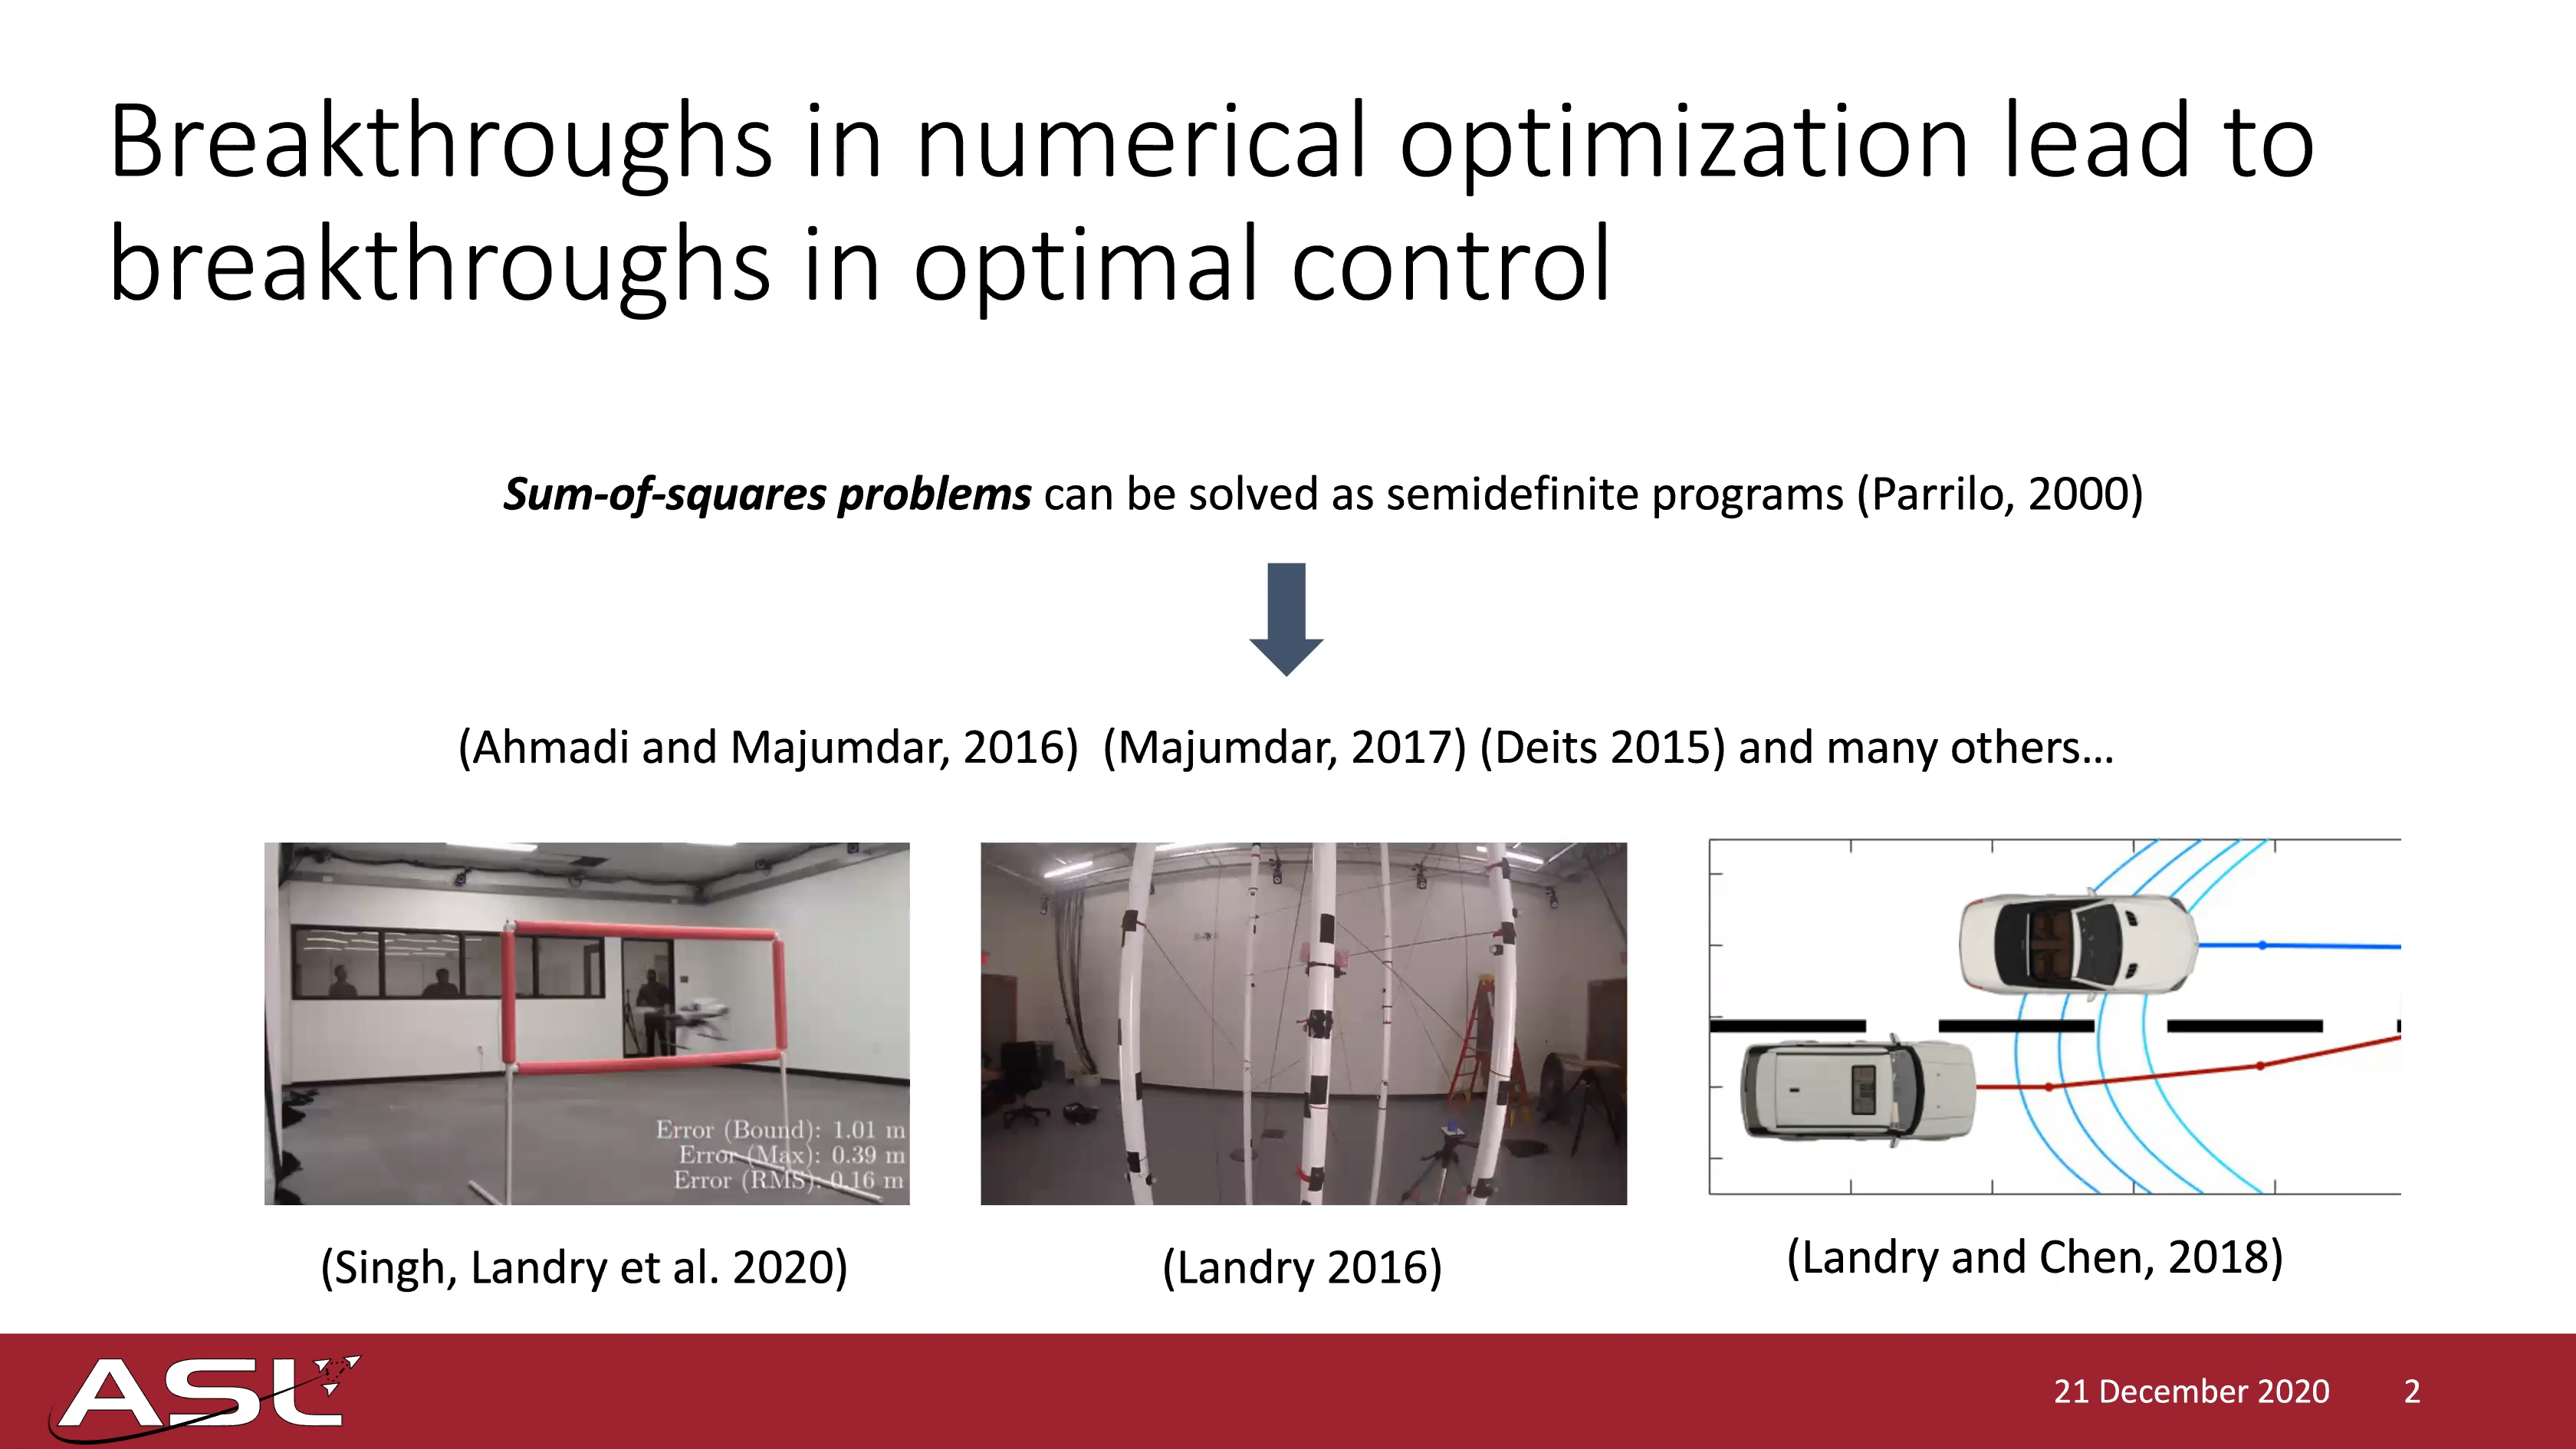 Breakthroughs in numerical optimization lead to
breakthroughs in optimal control
Sum-of-squares problems can be solved as semidefinite programs (Parrilo, 2000)
(Ahmadi and Majumdar, 2016)  (Majumdar, 2017) (Deits 2015) and many others…
Error (Bound): 1.01 m
Error (Max): 0.39 m
Error (RMS): 0.16 m
(Singh, Landry et al. 2020)
(Landry 2016)
(Landry and Chen, 2018)
ASL
21 December 2020
2